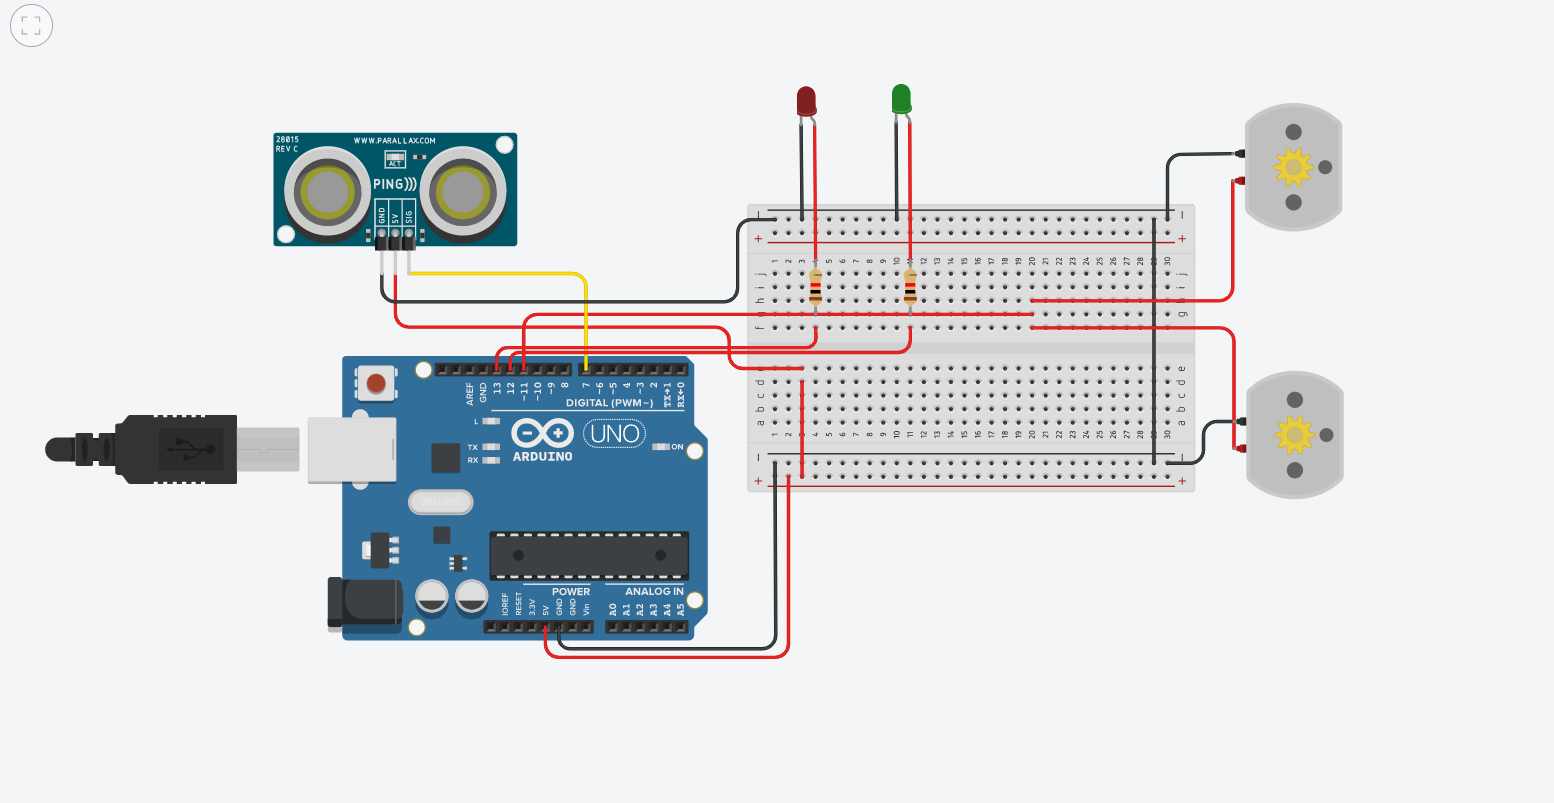 28015
REV C
WWW.PARALLAX.COM
ACT
PING)))
GND
5V
SIG
− −
+ +
1 2 3 4 5 6 7 8 9 10 11 12 13 14 15 16 17 18 19 20 21 22 23 24 25 26 27 28 29 30
j j
i i
h h
g g
f f
e e
d d
c c
b b
a a
1 2 3 4 5 6 7 8 9 10 11 12 13 14 15 16 17 18 19 20 21 22 23 24 25 26 27 28 29 30
− −
+ +
AREF
GND
13
12
~11
~10
~9
8
7
~6
~5
4
~3
2
TX→1
RX←0
DIGITAL (PWM~)
L
TX
RX
UNO
ON
ARDUINO
POWER
ANALOG IN
IOREF
RESET
3.3V
5V
GND
GND
Vin
A0
A1
A2
A3
A4
A5